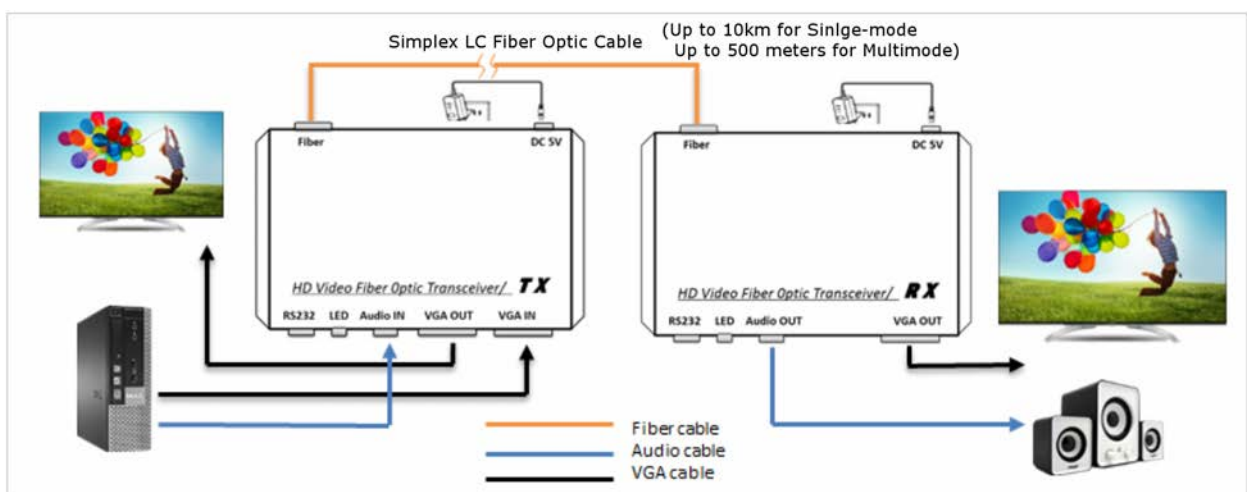 Simplex LC Fiber Optic Cable
(Up to 10km for Sinlge-mode
Up to 500 meters for Multimode)
Fiber
DC 5V
HD Video Fiber Optic Transceiver/ TX
RS232 LED Audio IN VGA OUT VGA IN
Fiber
DC 5V
HD Video Fiber Optic Transceiver/ RX
RS232 LED Audio OUT VGA OUT
Fiber cable
Audio cable
VGA cable